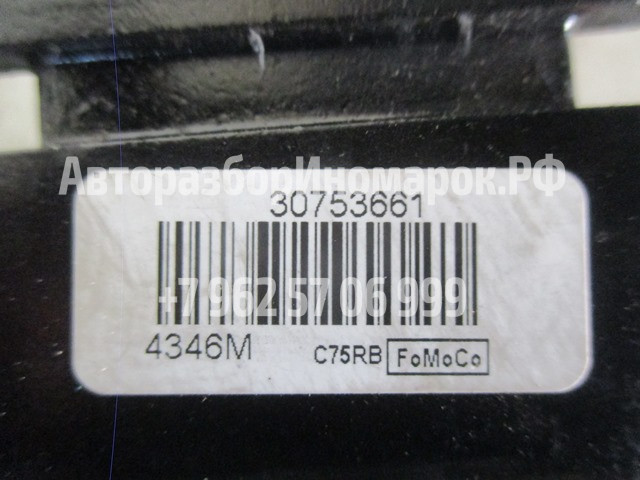 АвторазборИномарок.РФ
30753661
+7 962 57 06 999
4346M C75RB FoMoCo